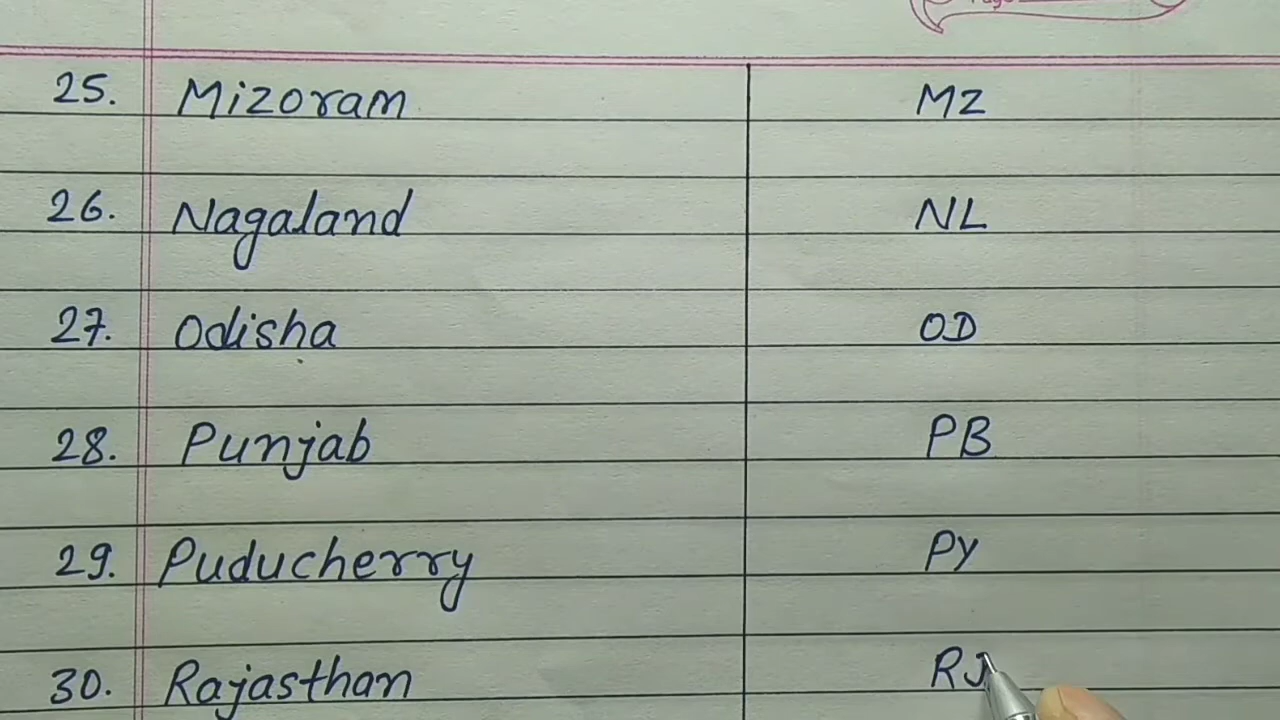 25. Mizoram MZ
26. Nagaland NL
27. Odisha OD
28. Punjab PB
29. Puducherry PY
30. Rajasthan RJ